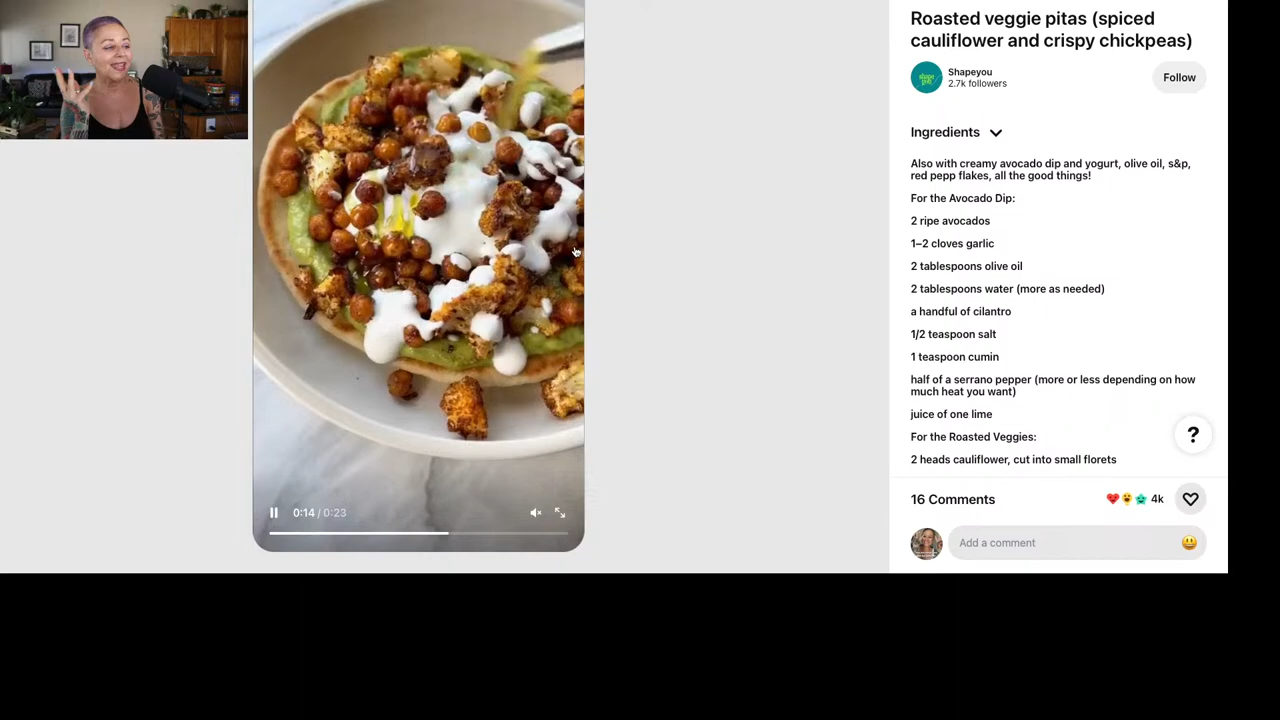 Roasted veggie pitas (spiced
cauliflower and crispy chickpeas)
Shapeyou
2.7k followers
Follow
Ingredients
Also with creamy avocado dip and yogurt, olive oil, s&p,
red pepp flakes, all the good things!
For the Avocado Dip:
2 ripe avocados
1–2 cloves garlic
2 tablespoons olive oil
2 tablespoons water (more as needed)
a handful of cilantro
1/2 teaspoon salt
1 teaspoon cumin
half of a serrano pepper (more or less depending on how
much heat you want)
juice of one lime
For the Roasted Veggies:
2 heads cauliflower, cut into small florets
?
16 Comments
4k
Add a comment
0:14 / 0:23